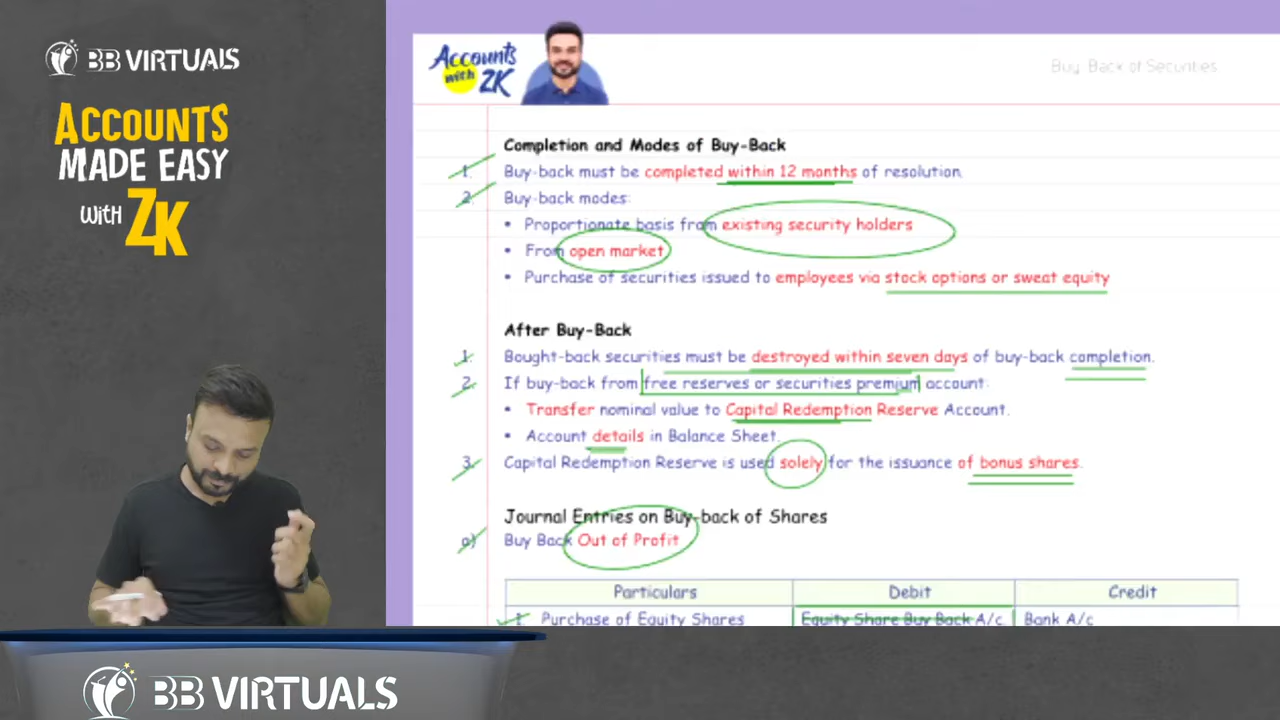 BB VIRTUALS
ACCOUNTS
MADE EASY
WITH ZK
Accounts
with ZK
Buy Back of Securities
Completion and Modes of Buy-Back
1. Buy-back must be completed within 12 months of resolution.
2. Buy-back modes:
• Proportionate basis from existing security holders
• From open market
• Purchase of securities issued to employees via stock options or sweat equity
After Buy-Back
1. Bought-back securities must be destroyed within seven days of buy-back completion.
2. If buy-back from free reserves or securities premium account:
• Transfer nominal value to Capital Redemption Reserve Account.
• Account details in Balance Sheet.
3. Capital Redemption Reserve is used solely for the issuance of bonus shares.
Journal Entries on Buy-back of Shares
a) Buy Back Out of Profit
Particulars Debit Credit
1. Purchase of Equity Shares Equity Share Buy Back A/c. Bank A/c
BB VIRTUALS